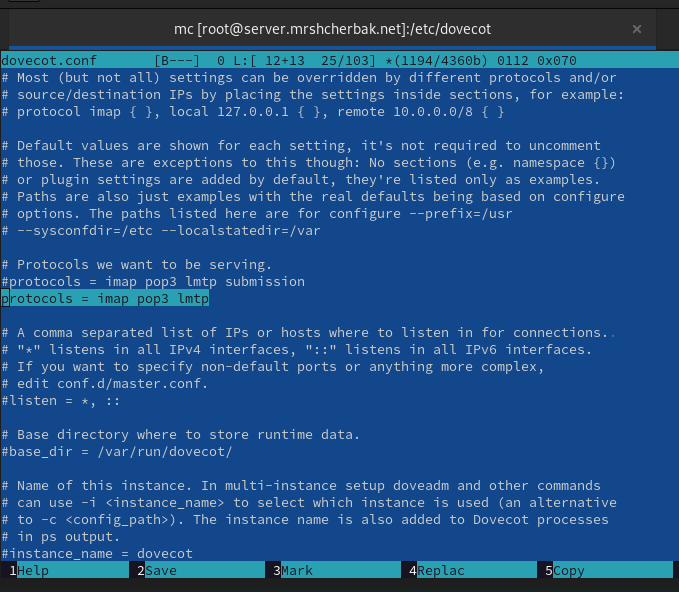 mc [root@server.mrshcherbak.net]:/etc/dovecot
dovecot.conf       [B---]  0 L:[ 12+13  25/103] *(1194/4360b) 0112 0x070
# Most (but not all) settings can be overridden by different protocols and/or
# source/destination IPs by placing the settings inside sections, for example:
# protocol imap { }, local 127.0.0.1 { }, remote 10.0.0.0/8 { }
# Default values are shown for each setting, it's not required to uncomment
# those. These are exceptions to this though: No sections (e.g. namespace {})
# or plugin settings are added by default, they're listed only as examples.
# Paths are also just examples with the real defaults being based on configure
# options. The paths listed here are for configure --prefix=/usr
# --sysconfdir=/etc --localstatedir=/var
# Protocols we want to be serving.
#protocols = imap pop3 lmtp submission
protocols = imap pop3 lmtp
# A comma separated list of IPs or hosts where to listen in for connections..
# "*" listens in all IPv4 interfaces, "::" listens in all IPv6 interfaces.
# If you want to specify non-default ports or anything more complex,
# edit conf.d/master.conf.
#listen = *, ::
# Base directory where to store runtime data.
#base_dir = /var/run/dovecot/
# Name of this instance. In multi-instance setup doveadm and other commands
# can use -i <instance_name> to select which instance is used (an alternative
# to -c <config_path>). The instance name is also added to Dovecot processes
# in ps output.
#instance_name = dovecot
1Help 2Save 3Mark 4Replac 5Copy